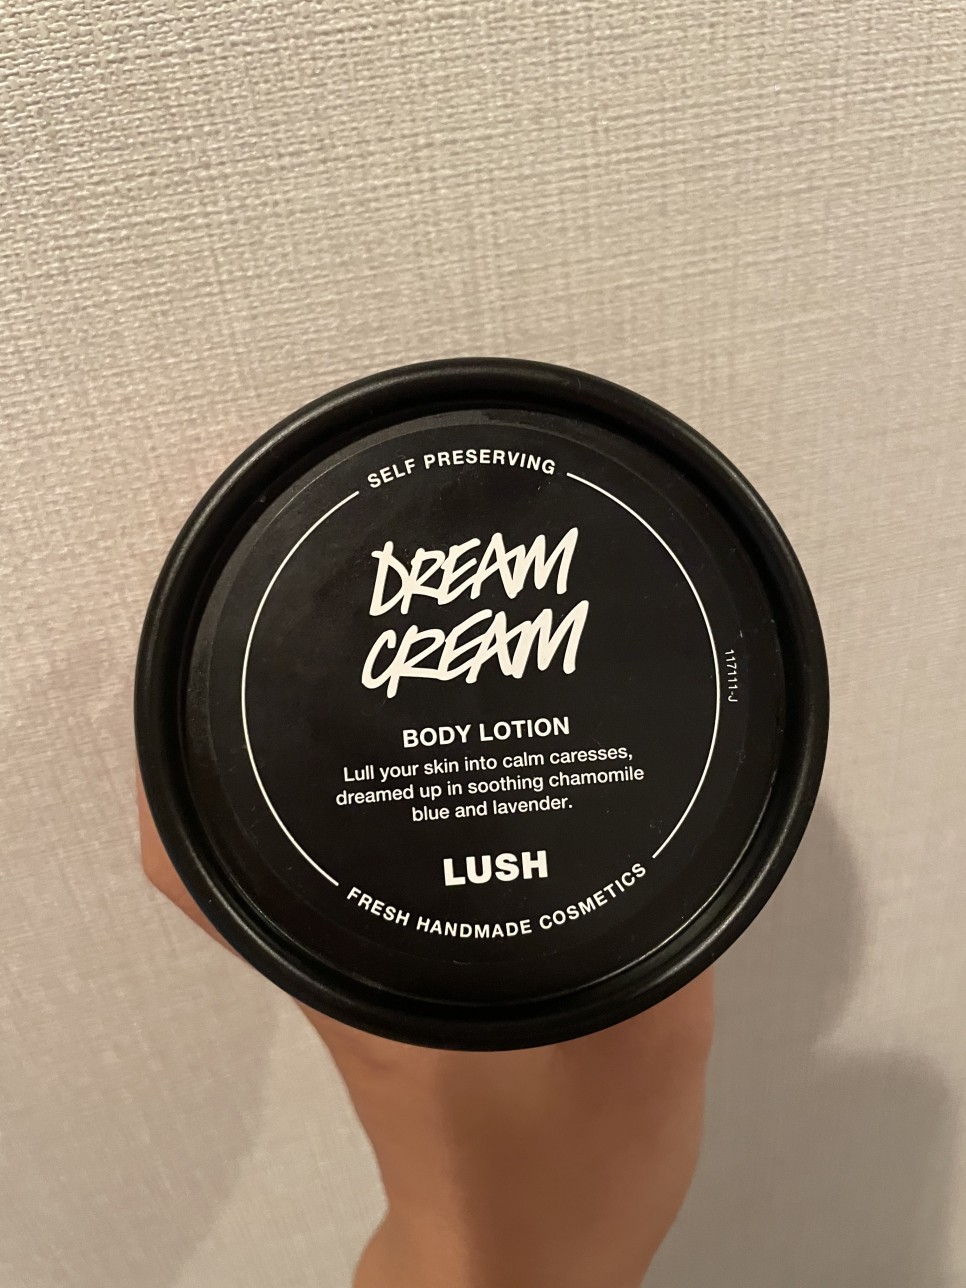 SELF PRESERVING
DREAM
CREAM
117111-J
BODY LOTION
Lull your skin into calm caresses,
dreamed up in soothing chamomile
blue and lavender.
LUSH
FRESH HANDMADE COSMETICS